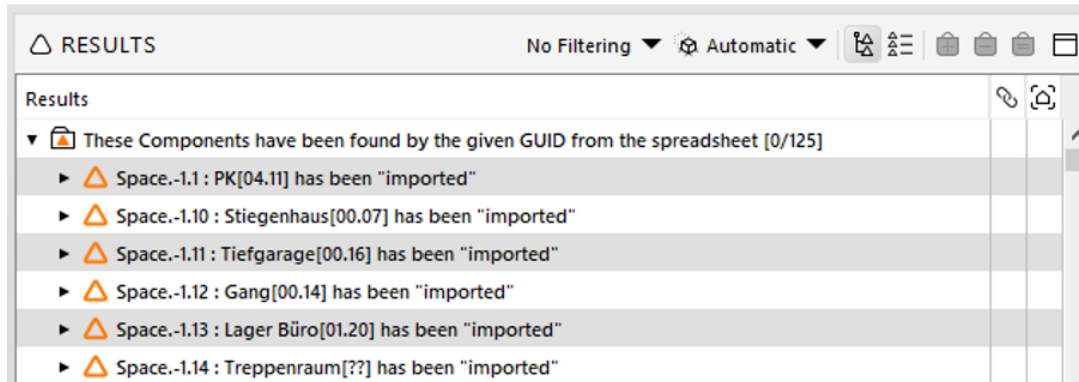 RESULTS No Filtering Automatic
Results
These Components have been found by the given GUID from the spreadsheet [0/125]
Space.-1.1 : PK[04.11] has been "imported"
Space.-1.10 : Stiegenhaus[00.07] has been "imported"
Space.-1.11 : Tiefgarage[00.16] has been "imported"
Space.-1.12 : Gang[00.14] has been "imported"
Space.-1.13 : Lager Büro[01.20] has been "imported"
Space.-1.14 : Treppenraum[??] has been "imported"